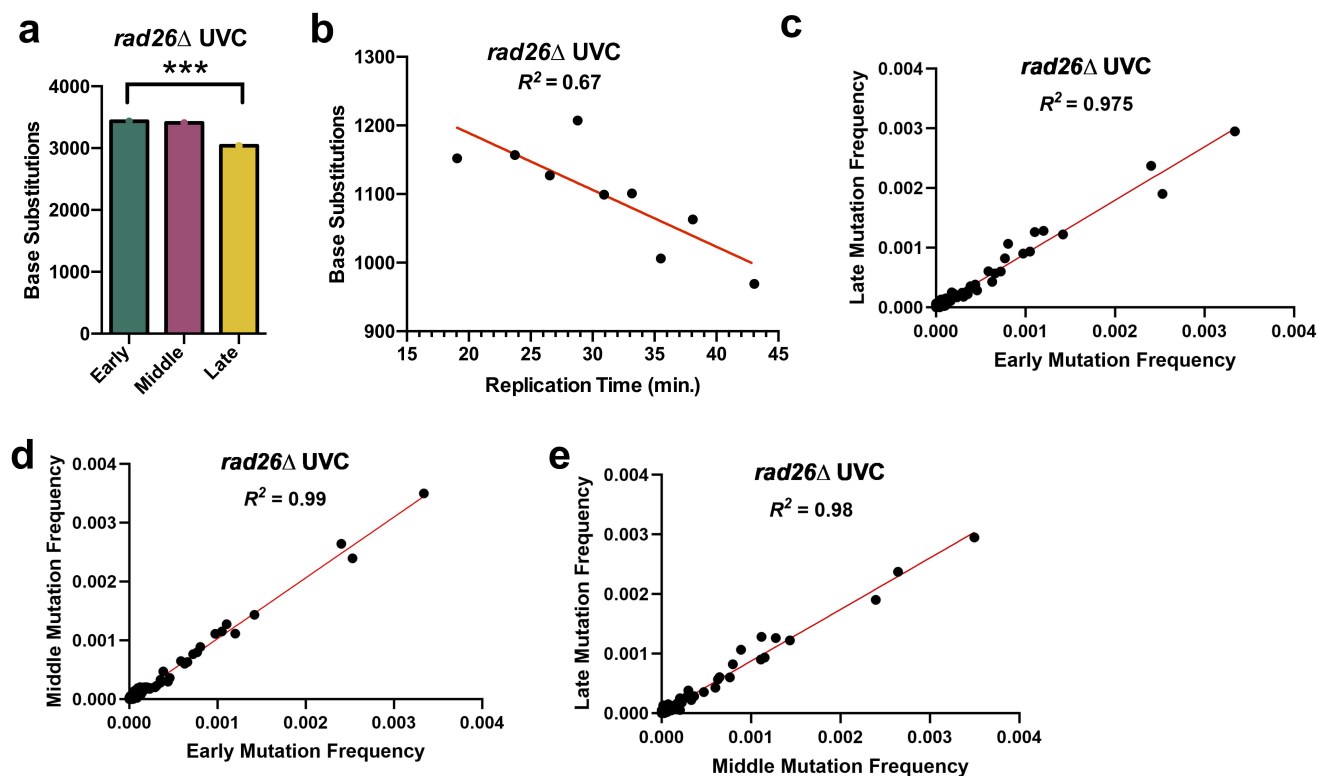 a
rad26Δ UVC
***
Base Substitutions
4000
3000
2000
1000
0
Early
Middle
Late
b
rad26Δ UVC
R² = 0.67
Base Substitutions
1300
1200
1100
1000
900
15 20 25 30 35 40 45
Replication Time (min.)
c
rad26Δ UVC
R² = 0.975
Late Mutation Frequency
0.004
0.003
0.002
0.001
0.000
0.000 0.001 0.002 0.003 0.004
Early Mutation Frequency
d
rad26Δ UVC
R² = 0.99
Middle Mutation Frequency
0.004
0.003
0.002
0.001
0.000
0.000 0.001 0.002 0.003 0.004
Early Mutation Frequency
e
rad26Δ UVC
R² = 0.98
Late Mutation Frequency
0.004
0.003
0.002
0.001
0.000
0.000 0.001 0.002 0.003 0.004
Middle Mutation Frequency